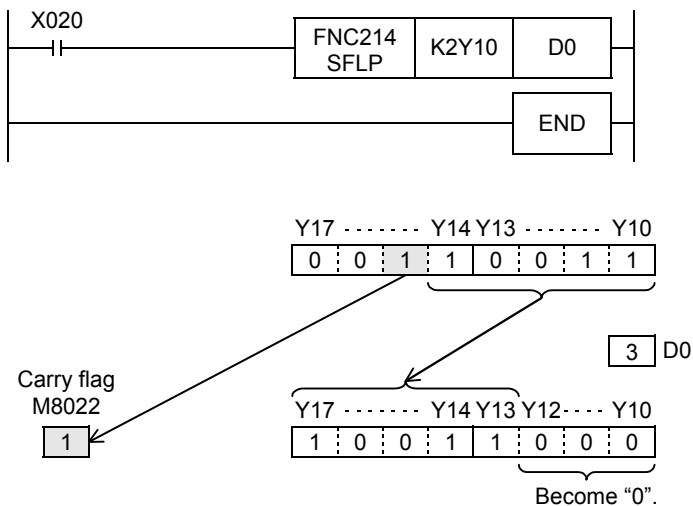 X020
FNC214
SFLP
K2Y10
D0
END
Y17 - - - - - - - Y14 Y13 - - - - - - - Y10
0 0 1 1 0 0 1 1
3 D0
Carry flag
M8022
1
Y17 - - - - - - - Y14 Y13 Y12 - - - - Y10
1 0 0 1 1 0 0 0
Become “0”.